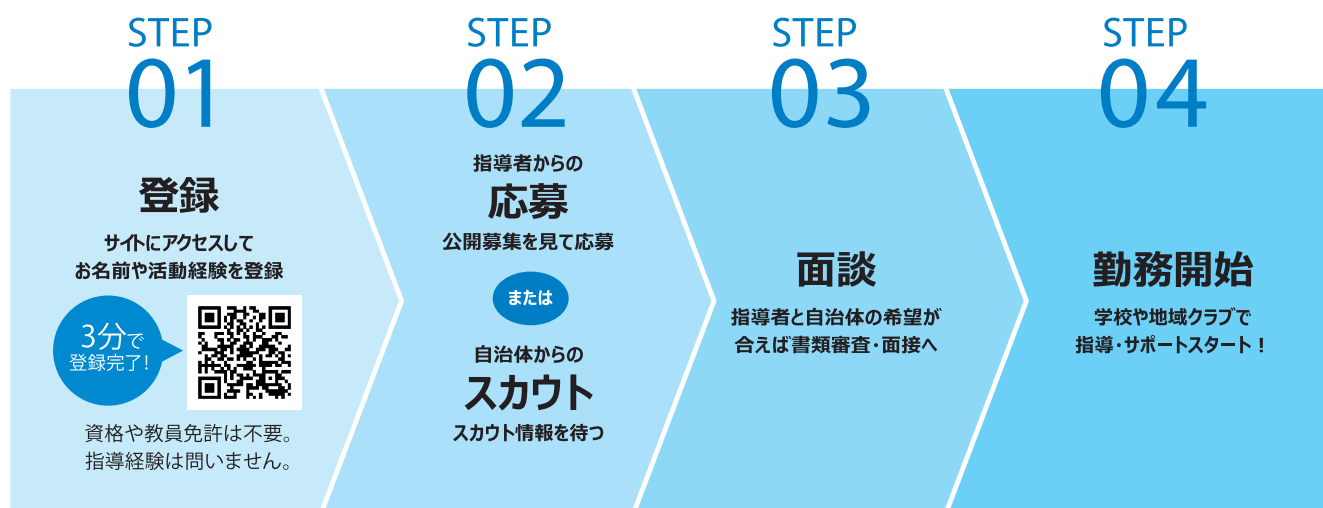 STEP
01
登録
サイトにアクセスして
お名前や活動経験を登録
3分で
登録完了!
資格や教員免許は不要。
指導経験は問いません。
STEP
02
指導者からの
応募
公開募集を見て応募
または
自治体からの
スカウト
スカウト情報を待つ
STEP
03
面談
指導者と自治体の希望が
合えば書類審査・面接へ
STEP
04
勤務開始
学校や地域クラブで
指導・サポートスタート！